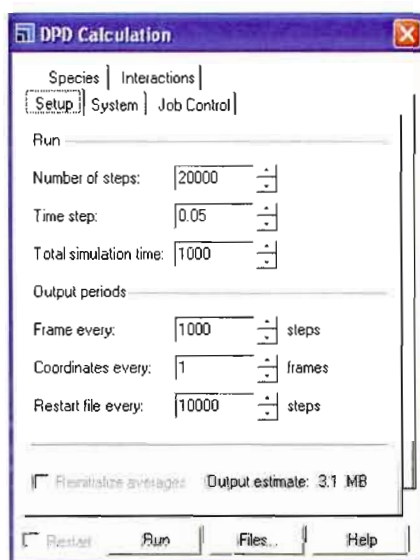 DPD Calculation
Species Interactions
Setup System Job Control
Run
Number of steps: 20000
Time step: 0.05
Total simulation time: 1000
Output periods
Frame every: 1000 steps
Coordinates every: 1 frames
Restart file every: 10000 steps
Reinitialize averages Output estimate: 3.1 MB
Restart Run Files... Help